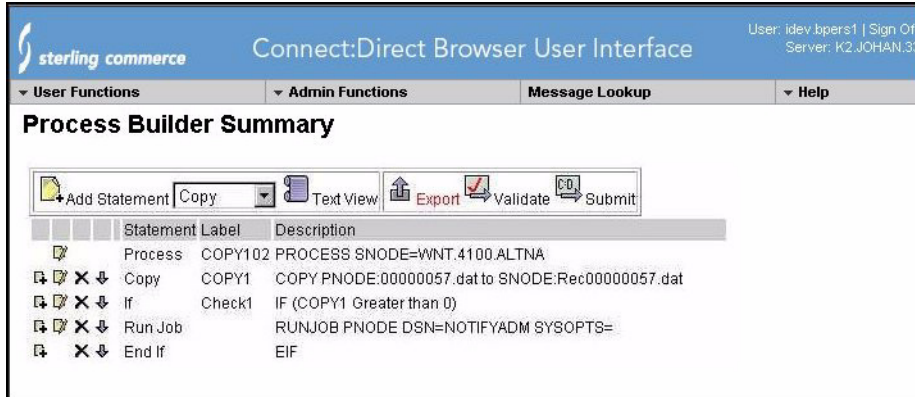 sterling commerce
Connect:Direct Browser User Interface
User: idev.bpers1 | Sign Of
Server: K2.JOHAN.3
User Functions Admin Functions Message Lookup Help
Process Builder Summary
Add Statement Copy Text View Export Validate C:D Submit
Statement Label Description
Process COPY102 PROCESS SNODE=WNT.4100.ALTNA
Copy COPY1 COPY PNODE:00000057.dat to SNODE:Rec00000057.dat
If Check1 IF (COPY1 Greater than 0)
Run Job RUNJOB PNODE DSN=NOTIFYADM SYSOPTS=
End If EIF